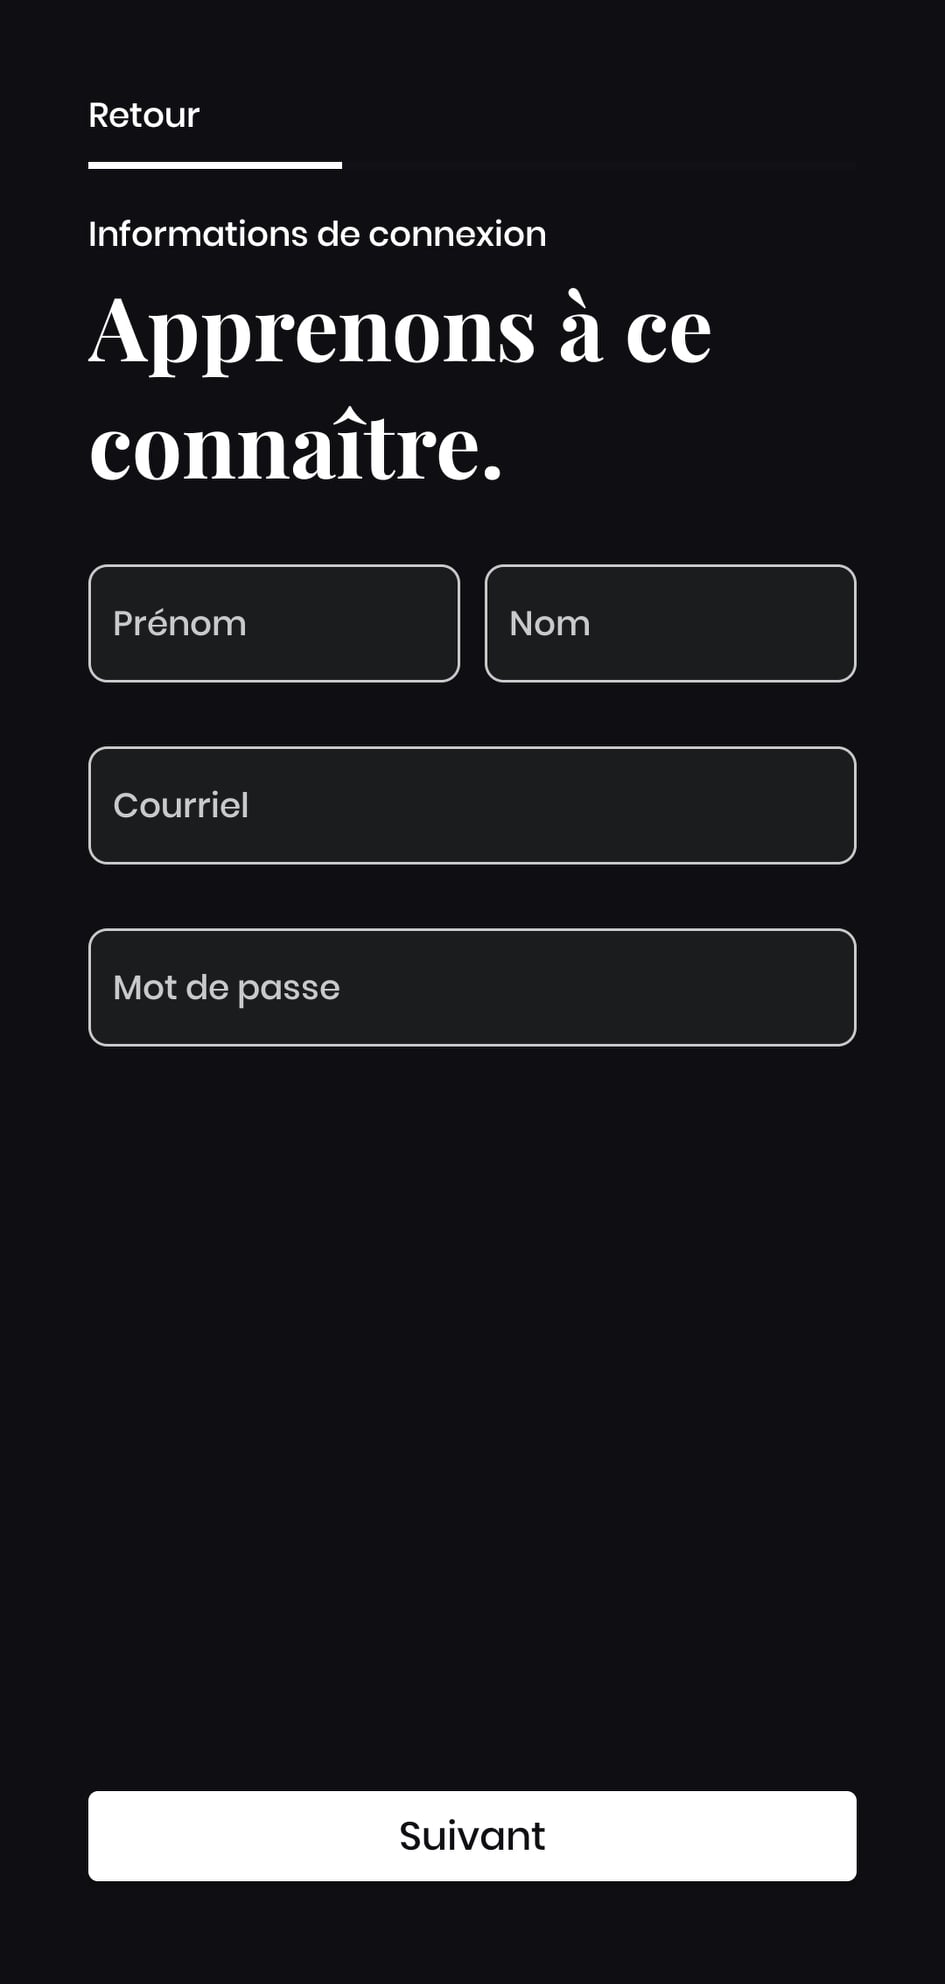 Retour
Informations de connexion
Apprenons à ce
connaître.
Prénom
Nom
Courriel
Mot de passe
Suivant